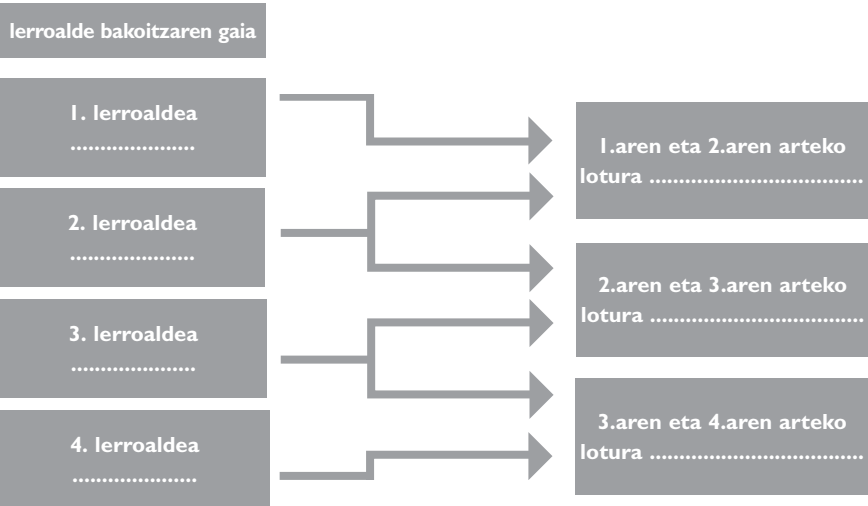 lerroalde bakoitzaren gaia
1. lerroaldea
.....................
2. lerroaldea
.....................
3. lerroaldea
.....................
4. lerroaldea
.....................
1.aren eta 2.aren arteko
lotura ....................................
2.aren eta 3.aren arteko
lotura ....................................
3.aren eta 4.aren arteko
lotura ....................................